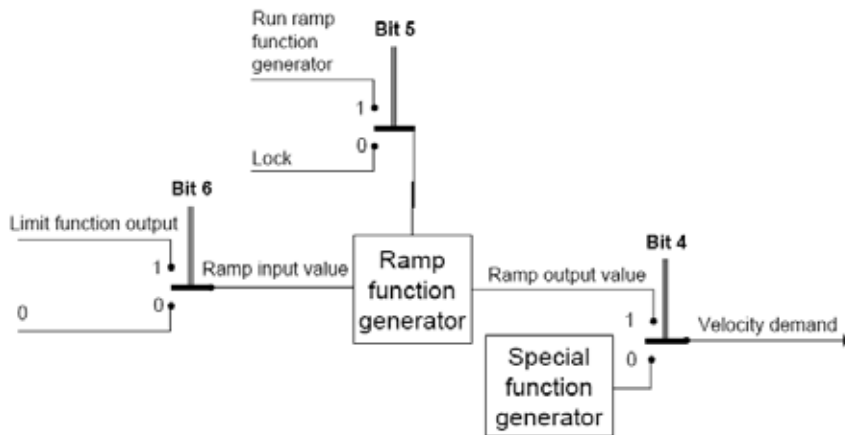 Run ramp
function
generator
Bit 5
1
0
Lock
Bit 6
Limit function output
1
Ramp input value
0
0
Ramp
function
generator
Ramp output value
Bit 4
1
Velocity demand
0
Special
function
generator